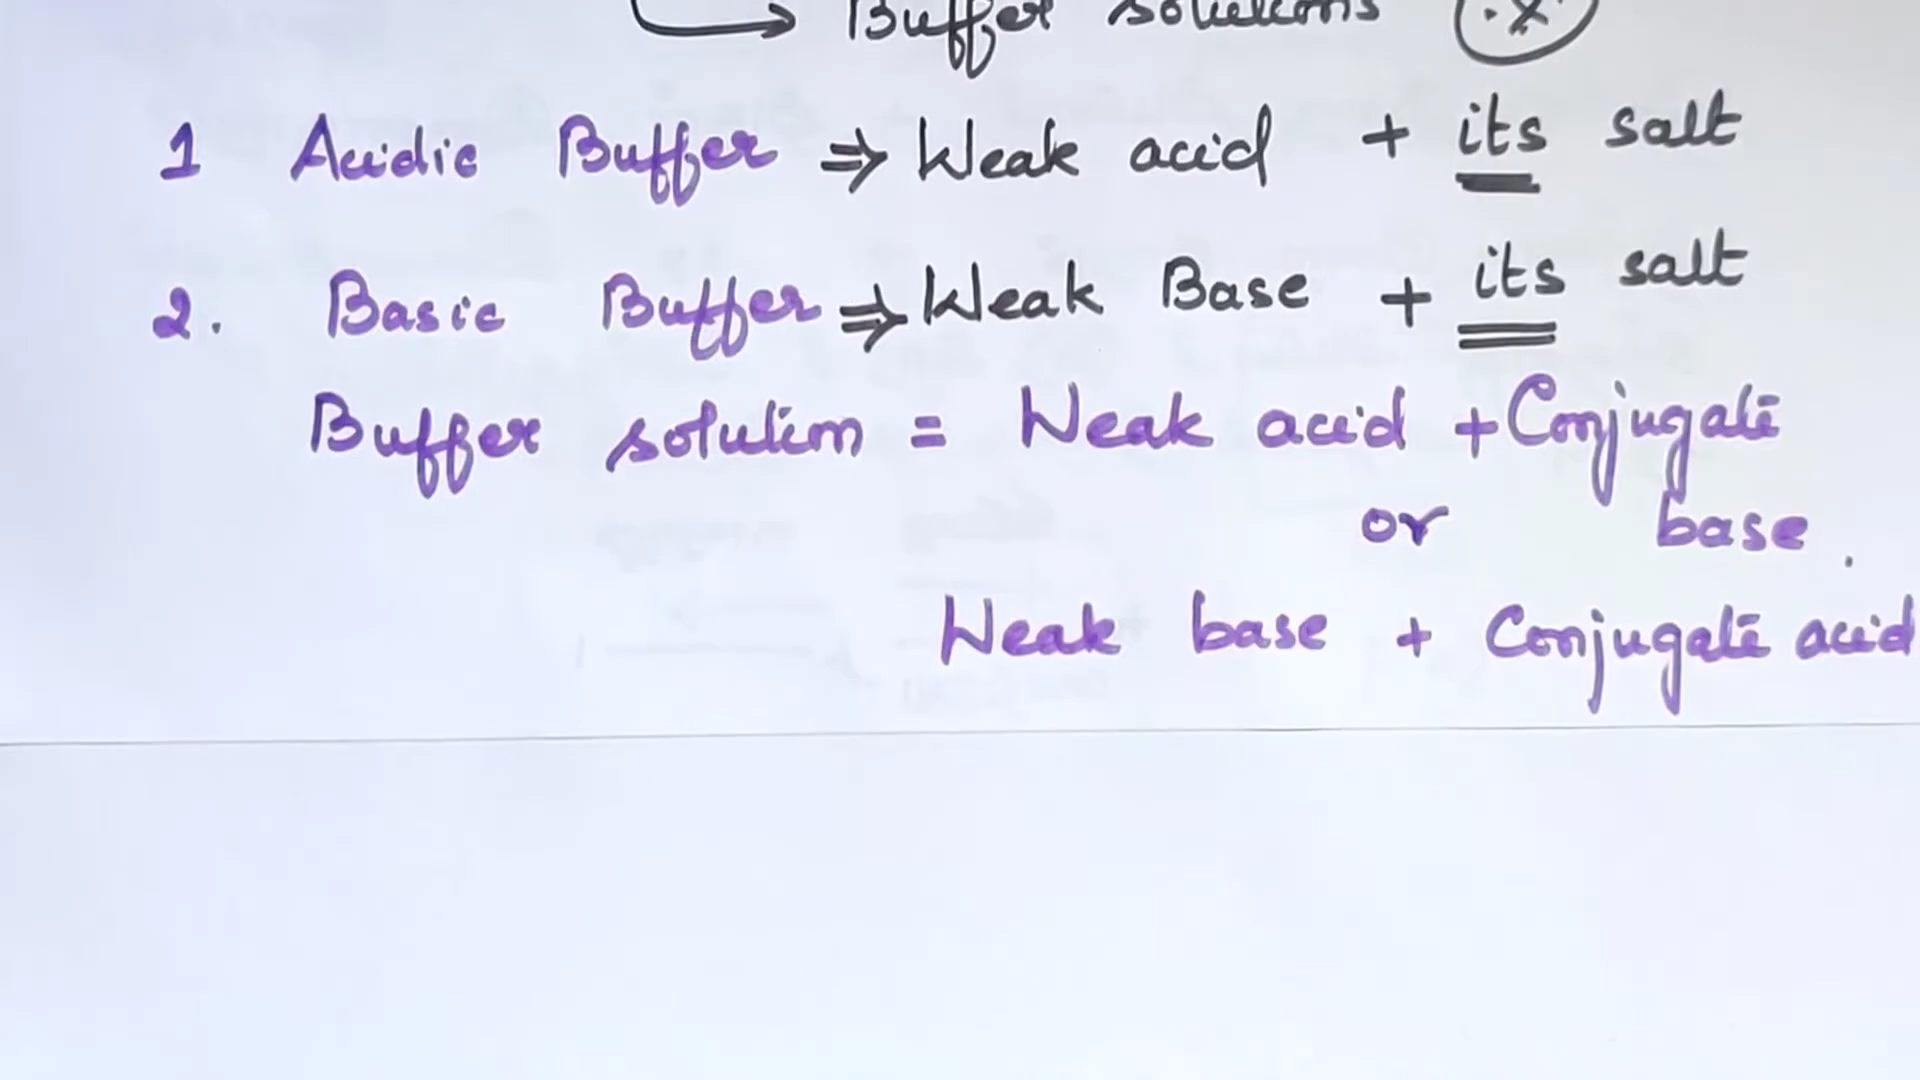 → Buffer solutions *
1 Acidic Buffer ⇒ Weak acid + its salt
2. Basic Buffer ⇒ Weak Base + its salt
Buffer solution = Weak acid + Conjugate
or base.
Weak base + Conjugate acid